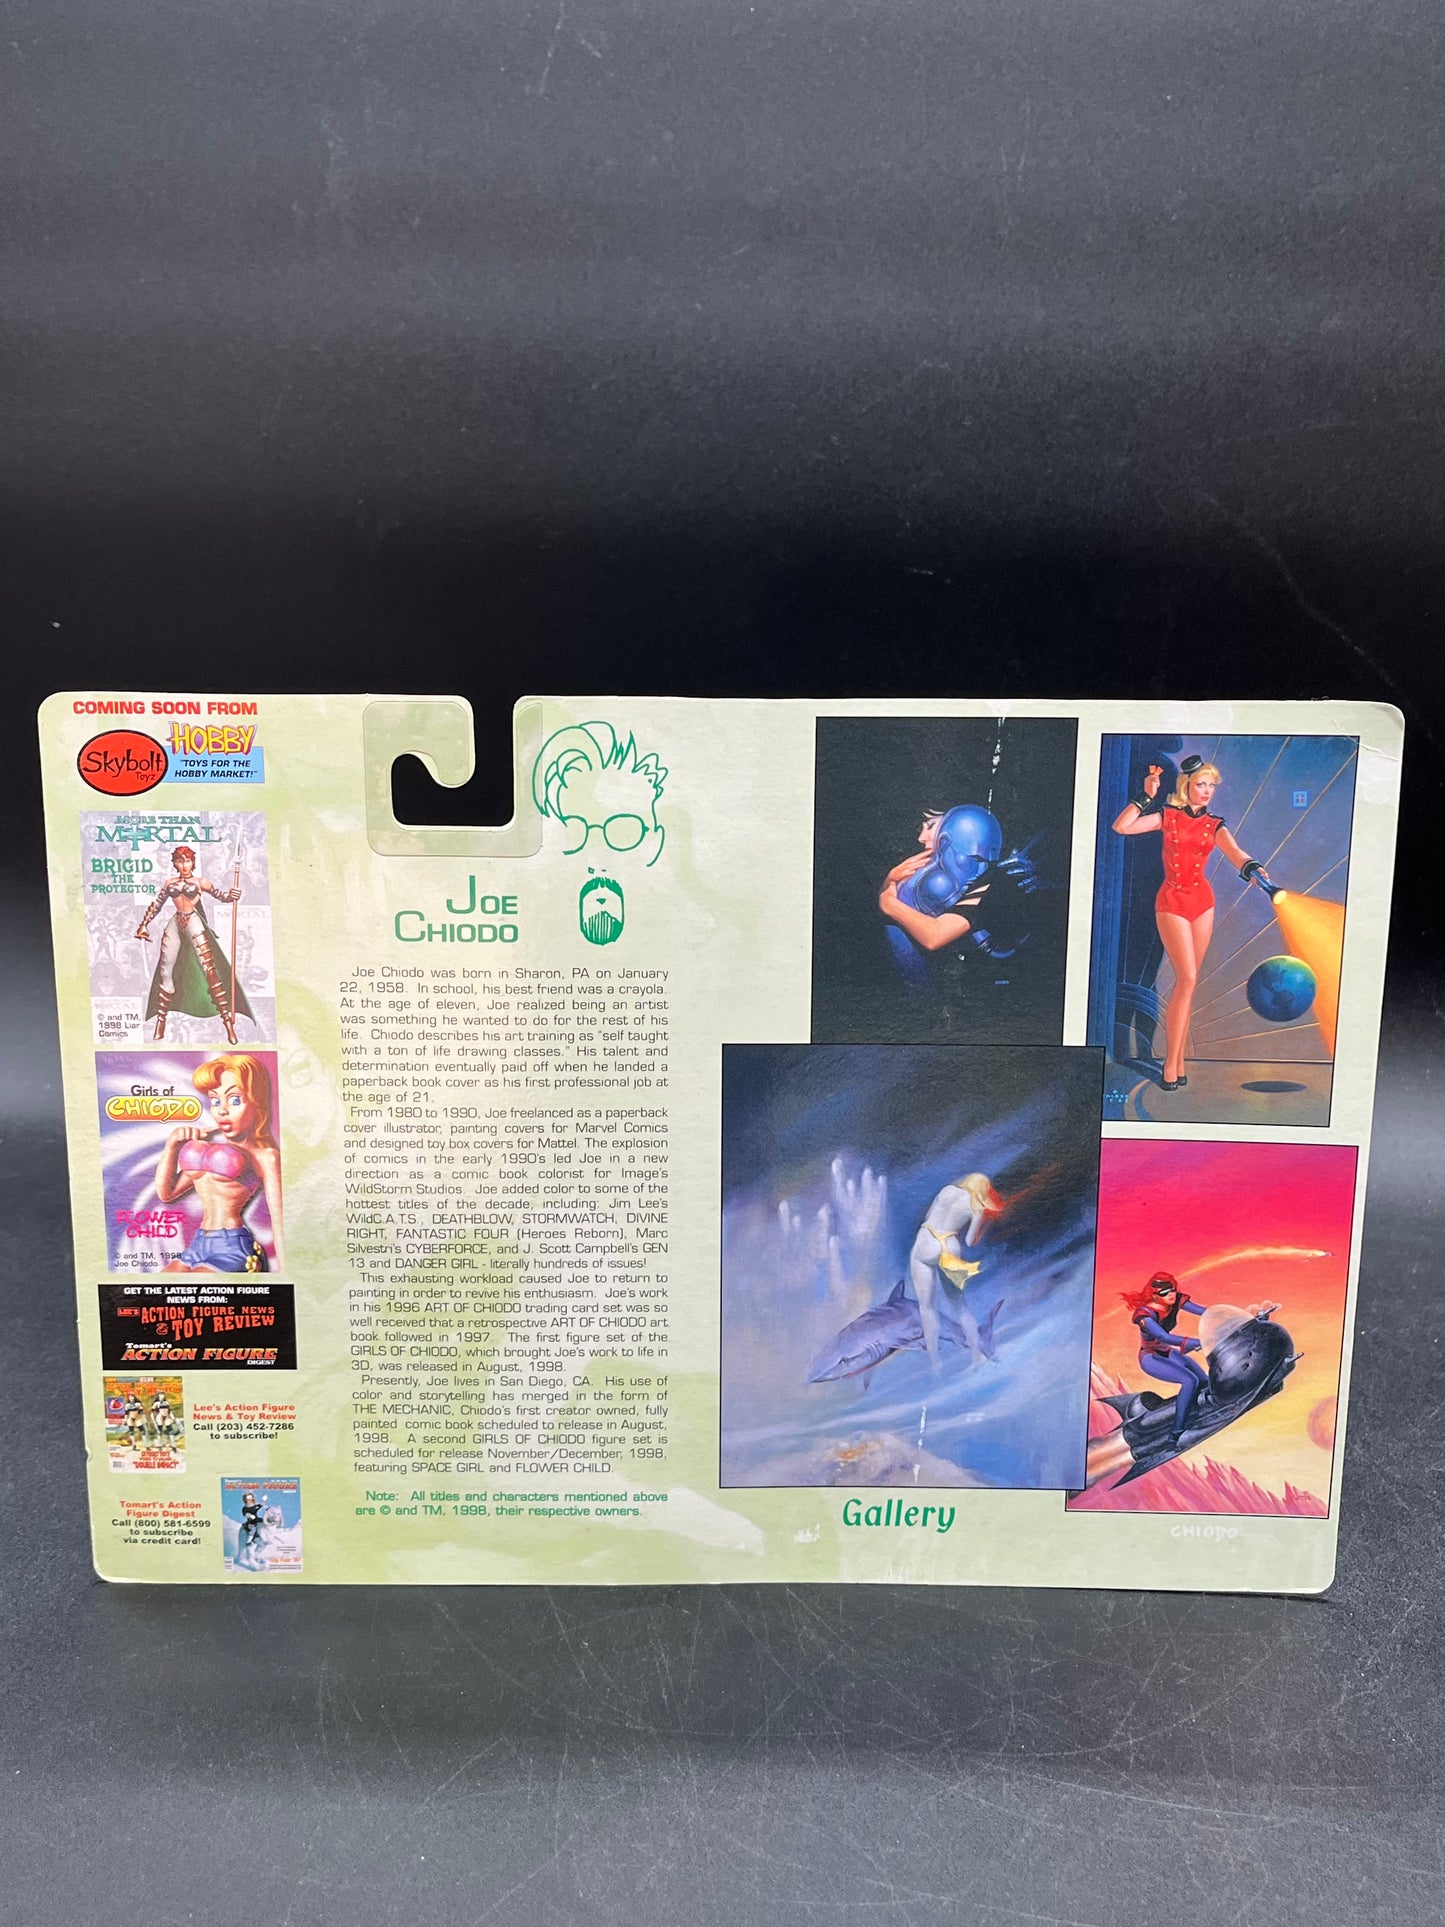 COMING SOON FROM
Skybolt
Toyz
HOBBY
"TOYS FOR THE
HOBBY MARKET!"
MORE THAN
MORTAL
BRIGID
THE
PROTECTOR
© and TM,
1998 Liar
Comics
Girls of
CHIODO
FLOWER
CHILD
© and TM, 1998
Joe Chiodo
GET THE LATEST ACTION FIGURE
NEWS FROM:
LEE'S ACTION FIGURE NEWS
& TOY REVIEW
Tomart's
ACTION FIGURE
DIGEST
Lee's Action Figure
News & Toy Review
Call (203) 452-7286
to subscribe!
Tomart's Action
Figure Digest
Call (800) 581-6599
to subscribe
via credit card!
JOE
CHIODO
Joe Chiodo was born in Sharon, PA on January
22, 1958. In school, his best friend was a crayola.
At the age of eleven, Joe realized being an artist
was something he wanted to do for the rest of his
life. Chiodo describes his art training as "self taught
with a ton of life drawing classes." His talent and
determination eventually paid off when he landed a
paperback book cover as his first professional job at
the age of 21.
From 1980 to 1990, Joe freelanced as a paperback
cover illustrator, painting covers for Marvel Comics
and designed toy box covers for Mattel. The explosion
of comics in the early 1990's led Joe in a new
direction as a comic book colorist for Image's
WildStorm Studios. Joe added color to some of the
hottest titles of the decade, including: Jim Lee's
WildC.A.T.S., DEATHBLOW, STORMWATCH, DIVINE
RIGHT, FANTASTIC FOUR (Heroes Reborn), Marc
Silvestri's CYBERFORCE, and J. Scott Campbell's GEN
13 and DANGER GIRL - literally hundreds of issues!
This exhausting workload caused Joe to return to
painting in order to revive his enthusiasm. Joe's work
in his 1996 ART OF CHIODO trading card set was so
well received that a retrospective ART OF CHIODO art
book followed in 1997. The first figure set of the
GIRLS OF CHIODO, which brought Joe's work to life in
3D, was released in August, 1998.
Presently, Joe lives in San Diego, CA. His use of
color and storytelling has merged in the form of
THE MECHANIC, Chiodo's first creator owned, fully
painted comic book scheduled to release in August,
1998. A second GIRLS OF CHIODO figure set is
scheduled for release November/December, 1998,
featuring SPACE GIRL and FLOWER CHILD.
Note: All titles and characters mentioned above
are © and TM, 1998, their respective owners.
Gallery
CHIODO